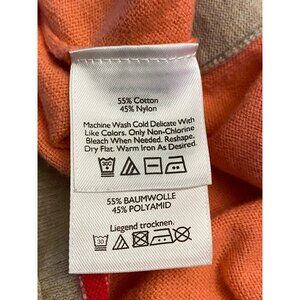 55% Cotton
45% Nylon
Machine Wash Cold Delicate With
Like Colors. Only Non-Chlorine
Bleach When Needed. Reshape.
Dry Flat. Warm Iron As Desired.
55% BAUMWOLLE
45% POLYAMID
Liegend trocknen.
30